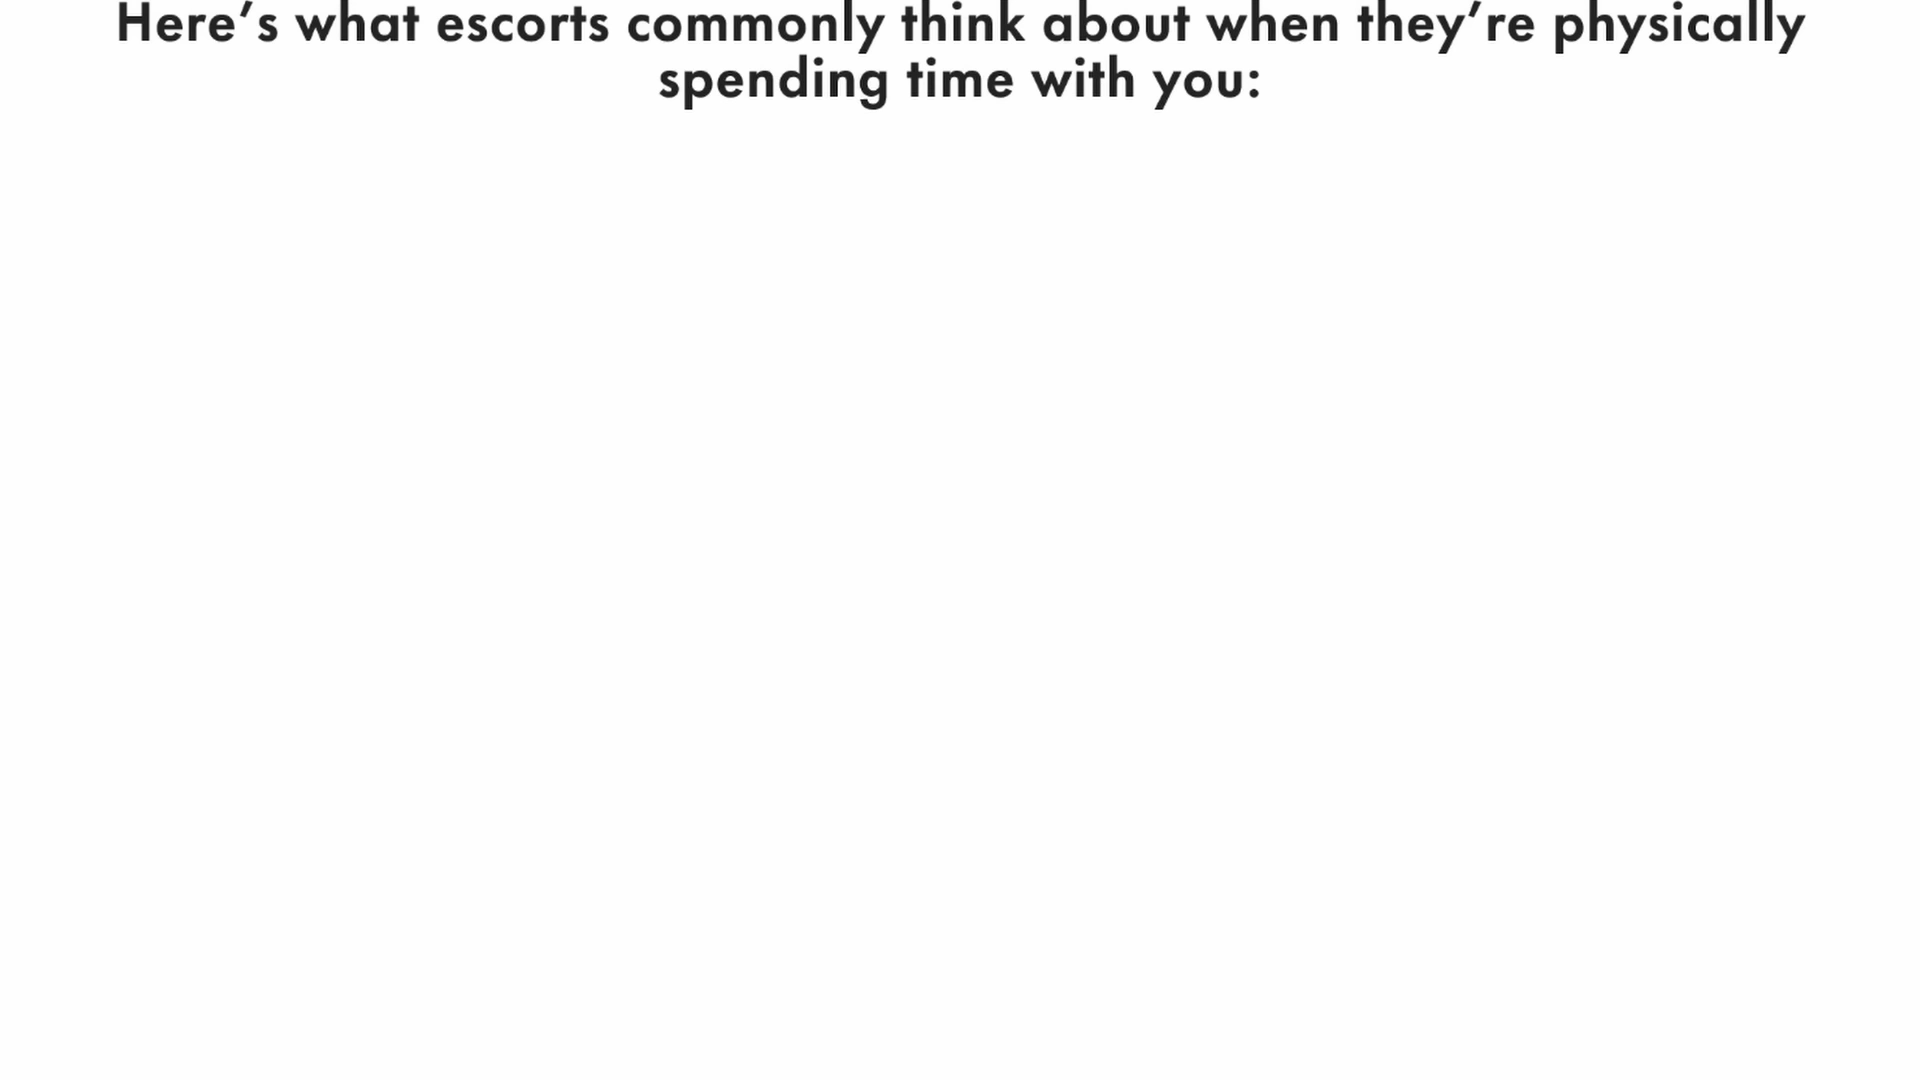 Here’s what escorts commonly think about when they’re physically
spending time with you: